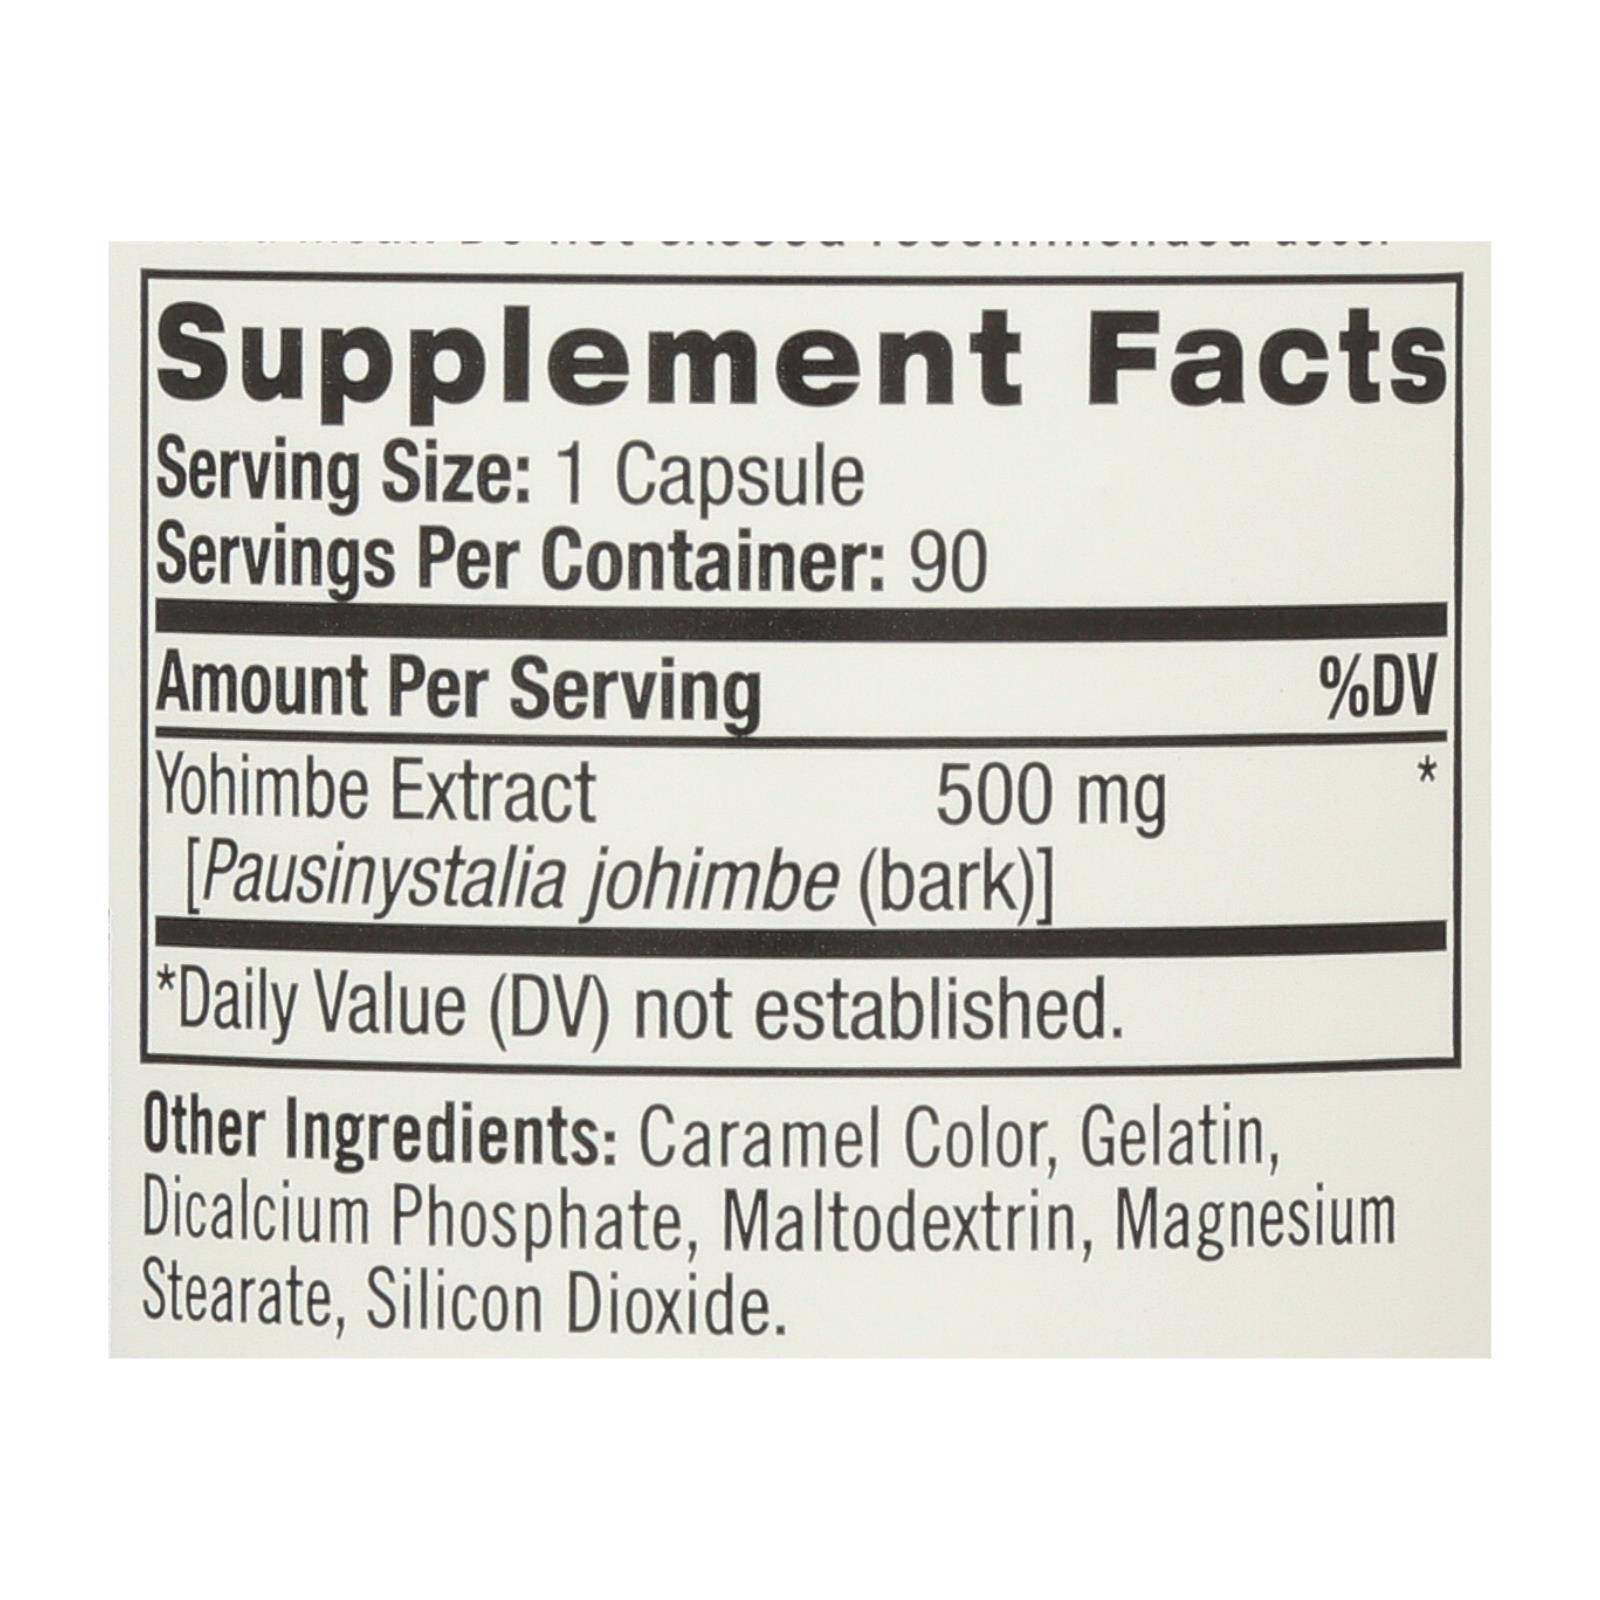 Supplement Facts
Serving Size: 1 Capsule
Servings Per Container: 90
Amount Per Serving %DV
Yohimbe Extract 500 mg *
[Pausinystalia johimbe (bark)]
*Daily Value (DV) not established.
Other Ingredients: Caramel Color, Gelatin,
Dicalcium Phosphate, Maltodextrin, Magnesium
Stearate, Silicon Dioxide.